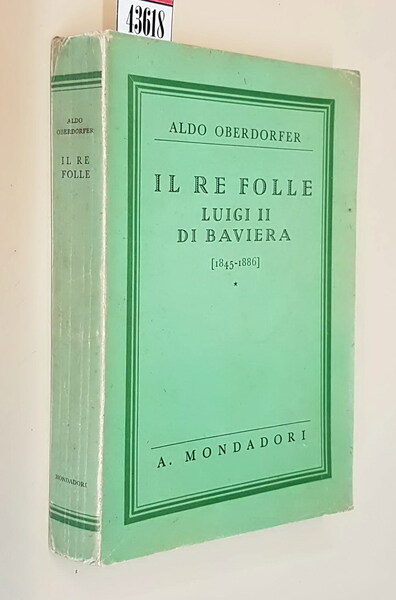 43618
ALDO
OBERDORFER
IL RE
FOLLE
MONDADORI
ALDO OBERDORFER
IL RE FOLLE
LUIGI II
DI BAVIERA
[1845-1886]
*
A. MONDADORI